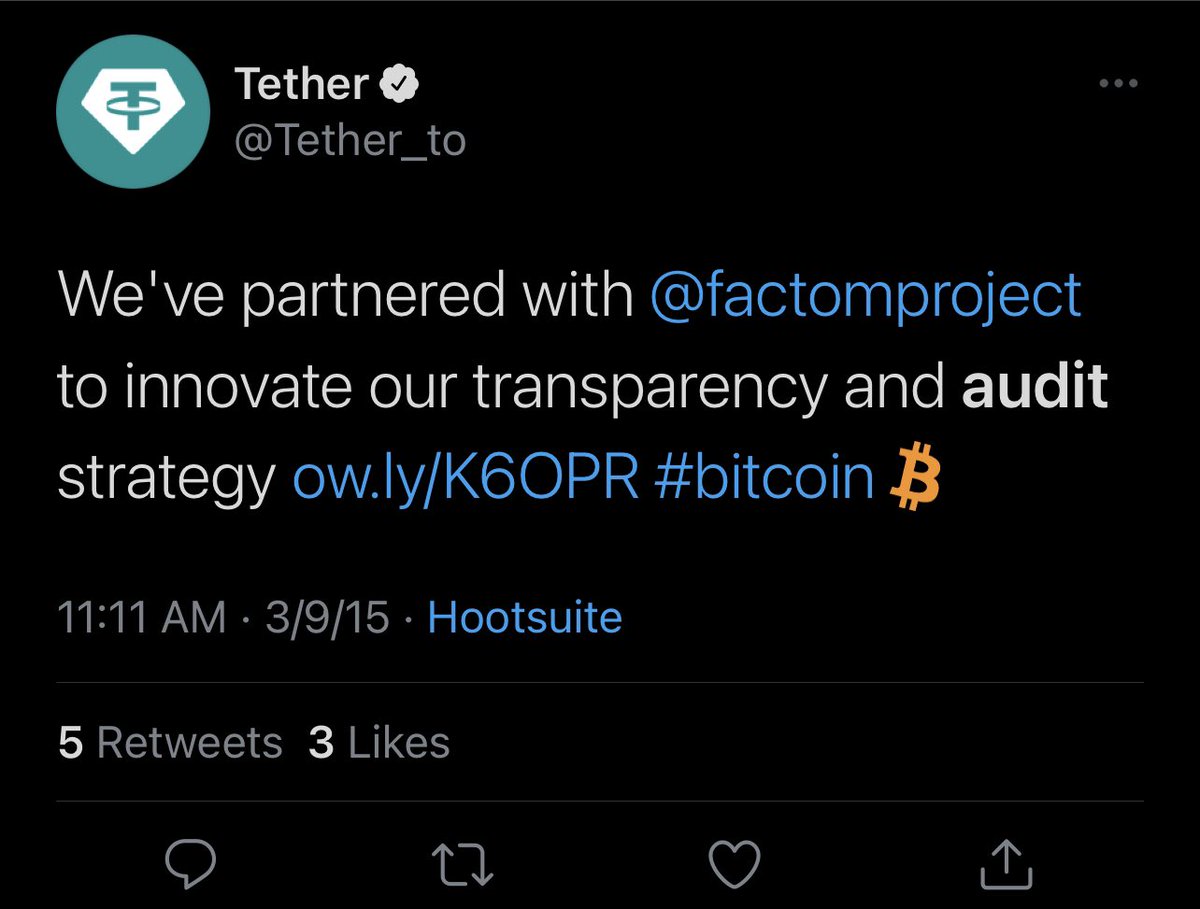 Tether
@Tether_to
We've partnered with @factomproject
to innovate our transparency and audit
strategy ow.ly/K6OPR #bitcoin
11:11 AM · 3/9/15 · Hootsuite
5 Retweets 3 Likes